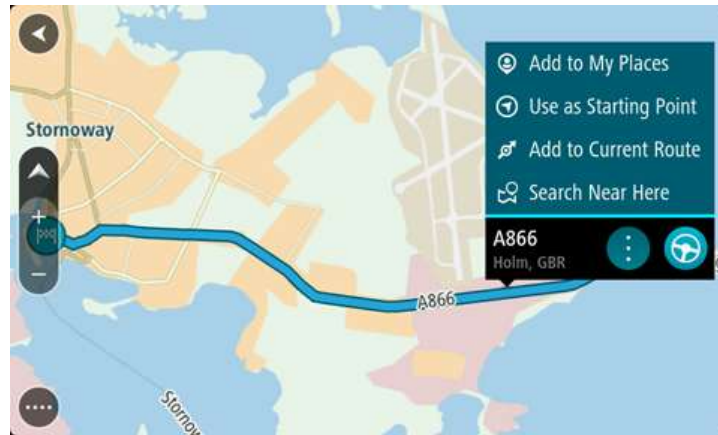 Add to My Places
Use as Starting Point
Add to Current Route
Stornoway
Search Near Here
A866
Holm, GBR
A866
Stornow